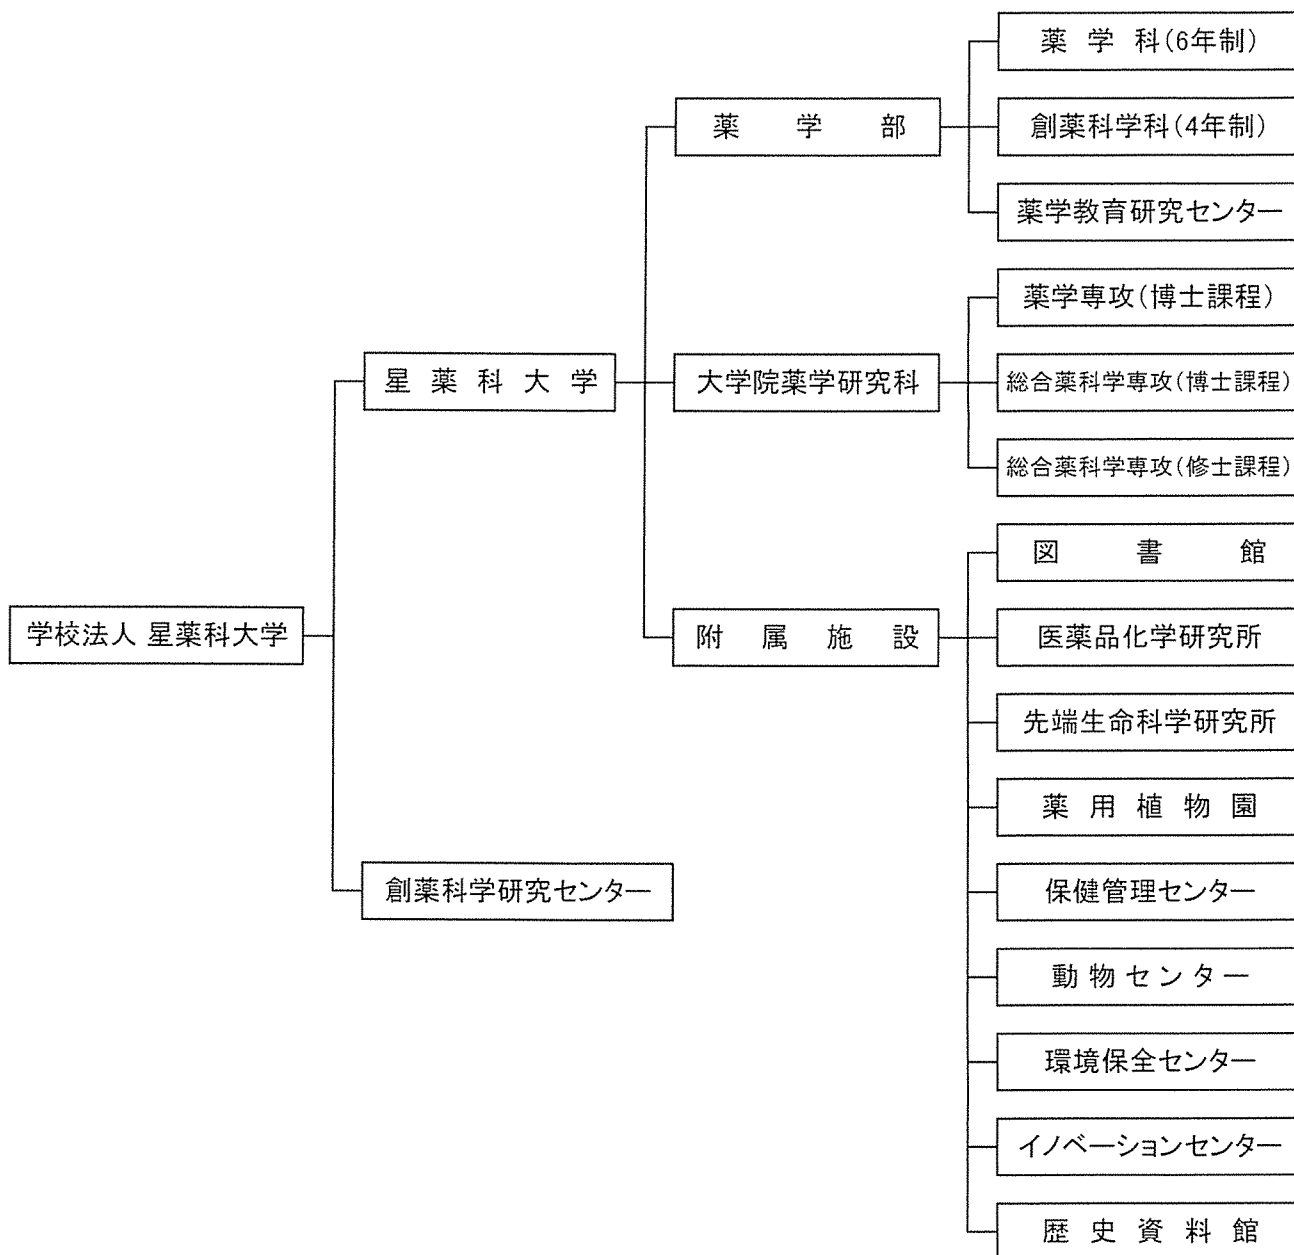 学校法人 星薬科大学
星薬科大学
薬学部
薬学科(6年制)
創薬科学科(4年制)
薬学教育研究センター
大学院薬学研究科
薬学専攻(博士課程)
総合薬科学専攻(博士課程)
総合薬科学専攻(修士課程)
附属施設
図書館
医薬品化学研究所
先端生命科学研究所
薬用植物園
保健管理センター
動物センター
環境保全センター
イノベーションセンター
歴史資料館
創薬科学研究センター